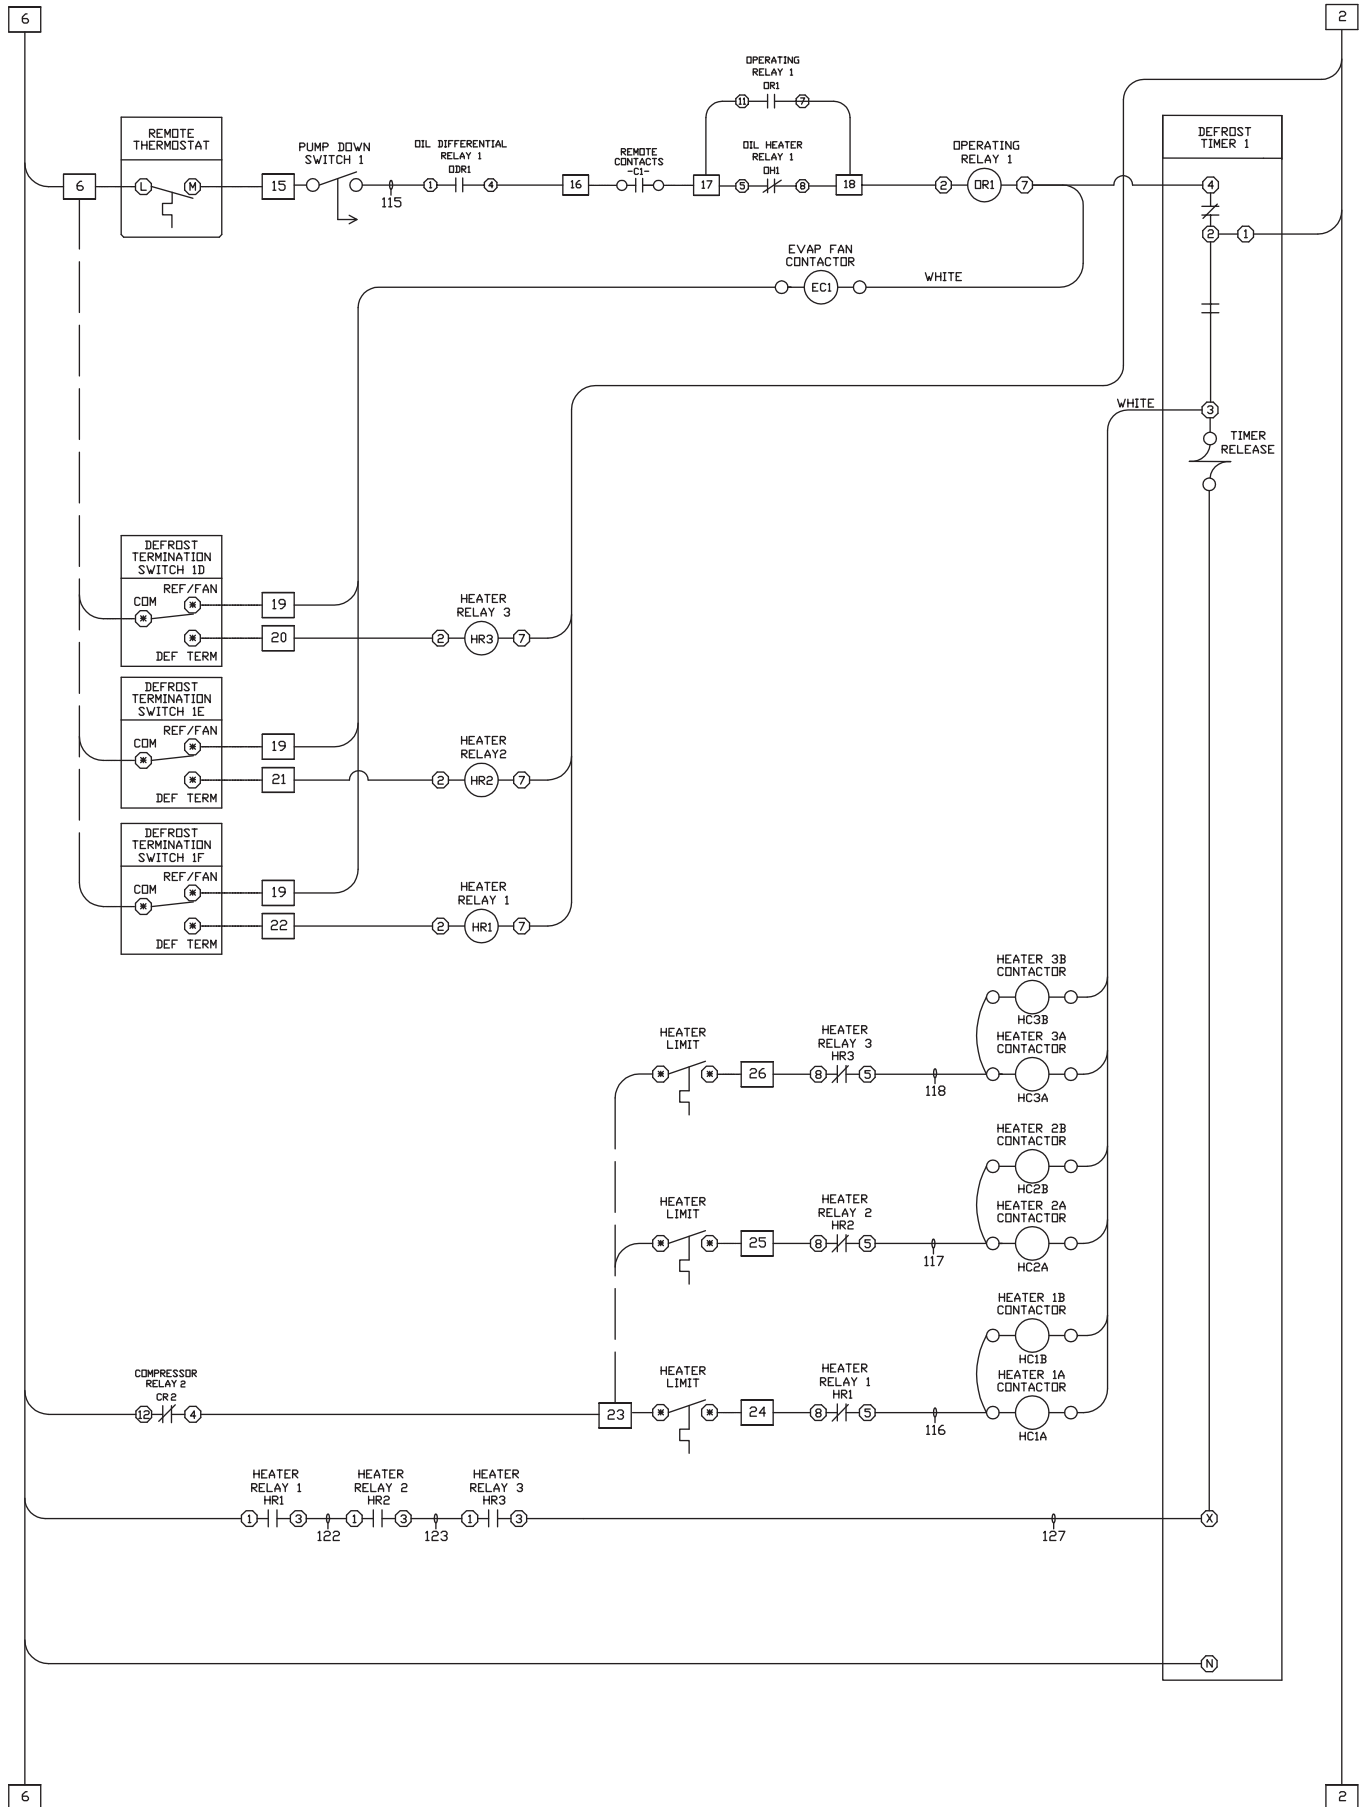 6
2
OPERATING
RELAY 1
OR1
11
7
REMOTE
THERMOSTAT
L
M
6
15
PUMP DOWN
SWITCH 1
115
OIL DIFFERENTIAL
RELAY 1
ODR1
1
4
16
REMOTE
CONTACTS
-C1-
17
OIL HEATER
RELAY 1
OH1
5
8
18
OPERATING
RELAY 1
2
OR1
7
DEFROST
TIMER 1
4
2
1
EVAP FAN
CONTACTOR
EC1
WHITE
WHITE
3
TIMER
RELEASE
DEFROST
TERMINATION
SWITCH 1D
REF/FAN
COM
*
*
*
DEF TERM
19
20
HEATER
RELAY 3
2
HR3
7
DEFROST
TERMINATION
SWITCH 1E
REF/FAN
COM
*
*
*
DEF TERM
19
21
HEATER
RELAY2
2
HR2
7
DEFROST
TERMINATION
SWITCH 1F
REF/FAN
COM
*
*
*
DEF TERM
19
22
HEATER
RELAY 1
2
HR1
7
HEATER 3B
CONTACTOR
HC3B
HEATER
LIMIT
*
*
26
HEATER
RELAY 3
HR3
8
5
118
HEATER 3A
CONTACTOR
HC3A
HEATER 2B
CONTACTOR
HC2B
HEATER
LIMIT
*
*
25
HEATER
RELAY 2
HR2
8
5
117
HEATER 2A
CONTACTOR
HC2A
HEATER 1B
CONTACTOR
HC1B
COMPRESSOR
RELAY 2
CR2
12
4
23
HEATER
LIMIT
*
*
24
HEATER
RELAY 1
HR1
8
5
116
HEATER 1A
CONTACTOR
HC1A
HEATER
RELAY 1
HR1
1
3
122
HEATER
RELAY 2
HR2
1
3
123
HEATER
RELAY 3
HR3
1
3
127
X
N
6
2